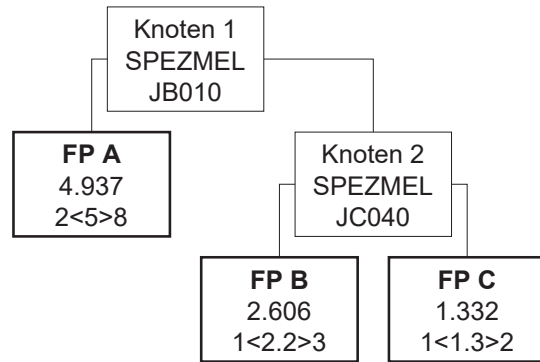 Knoten 1
SPEZMEL
JB010
FP A
4.937
2<5>8
Knoten 2
SPEZMEL
JC040
FP B
2.606
1<2.2>3
FP C
1.332
1<1.3>2